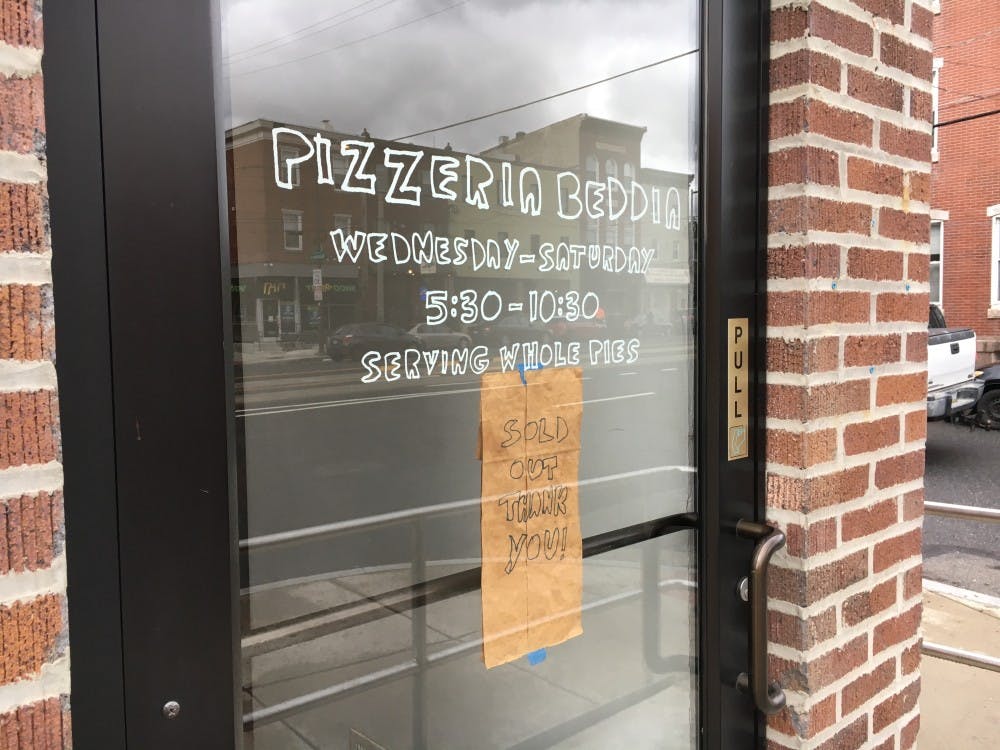 PIZZERIA BEDDIA
WEDNESDAY-SATURDAY
5:30-10:30
SERVING WHOLE PIES
SOLD
OUT
THANK
YOU!
PULL